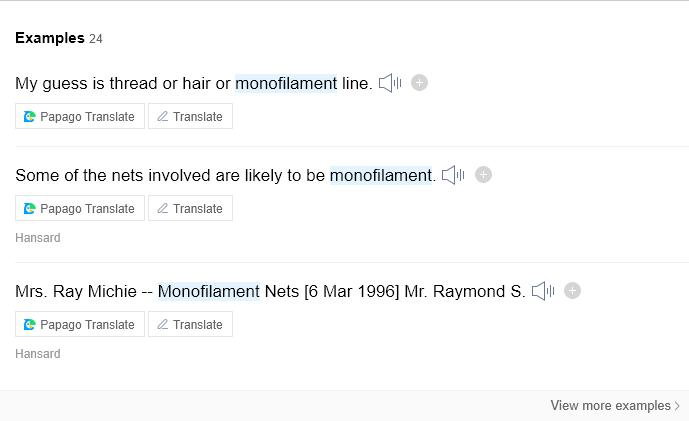 Examples 24
My guess is thread or hair or monofilament line.
Papago Translate Translate
Some of the nets involved are likely to be monofilament.
Papago Translate Translate
Hansard
Mrs. Ray Michie -- Monofilament Nets [6 Mar 1996] Mr. Raymond S.
Papago Translate Translate
Hansard
View more examples